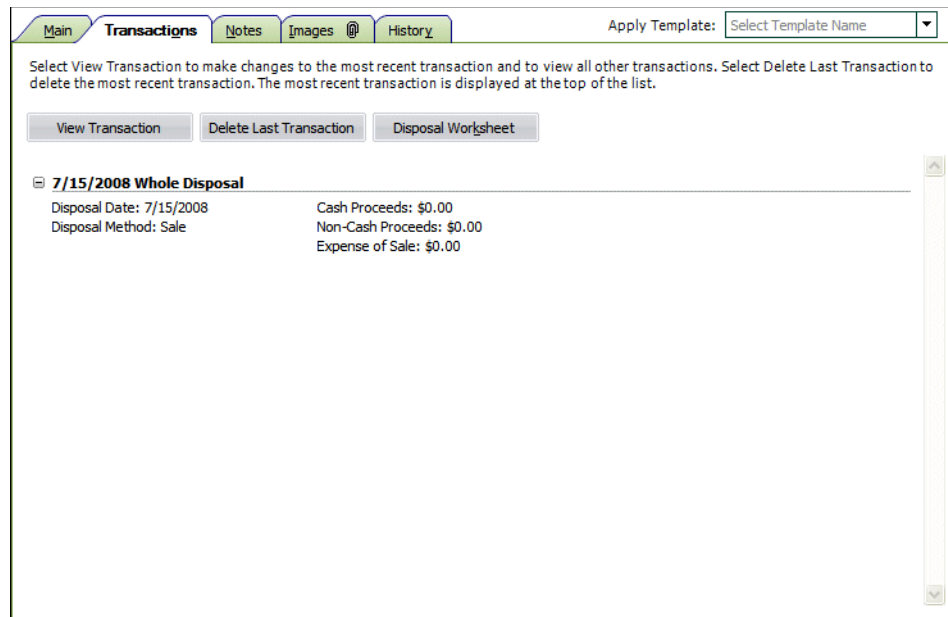 Main Transactions Notes Images History Apply Template: Select Template Name
Select View Transaction to make changes to the most recent transaction and to view all other transactions. Select Delete Last Transaction to
delete the most recent transaction. The most recent transaction is displayed at the top of the list.
View Transaction Delete Last Transaction Disposal Worksheet
7/15/2008 Whole Disposal
Disposal Date: 7/15/2008 Cash Proceeds: $0.00
Disposal Method: Sale Non-Cash Proceeds: $0.00
Expense of Sale: $0.00